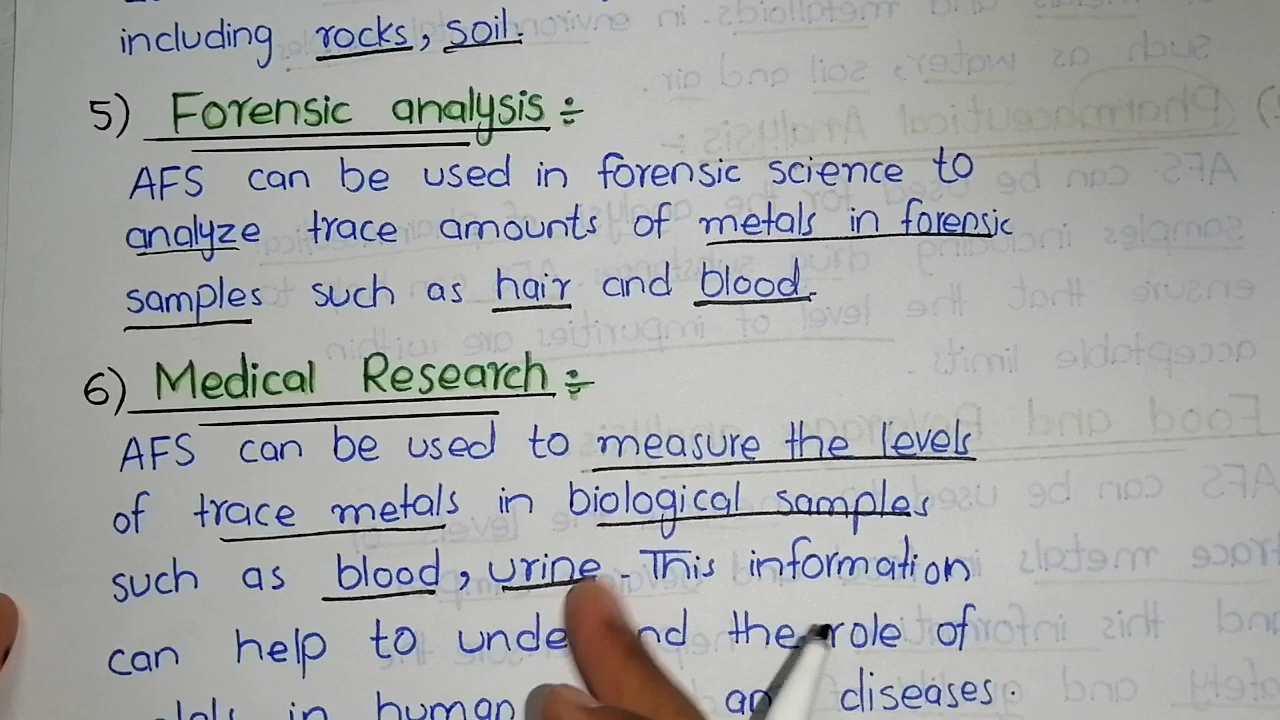 including rocks, soil.
5) Forensic analysis ÷
AFS can be used in forensic science to
analyze trace amounts of metals in forensic
samples such as hair and blood.
6) Medical Research ÷
AFS can be used to measure the levels
of trace metals in biological samples
such as blood, urine. This information
can help to the role of
in human diseases.